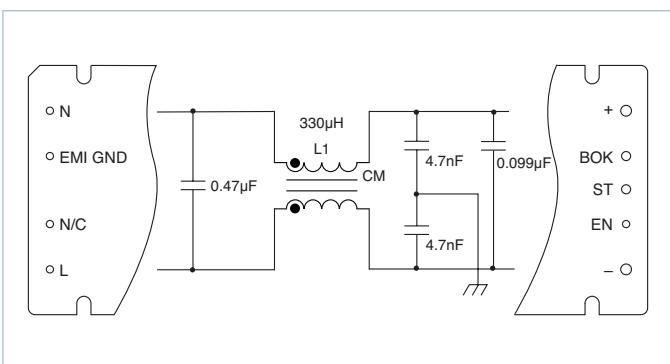 N
EMI GND
N/C
L
0.47µF
330µH
L1
CM
4.7nF
4.7nF
0.099µF
+
BOK
ST
EN
–